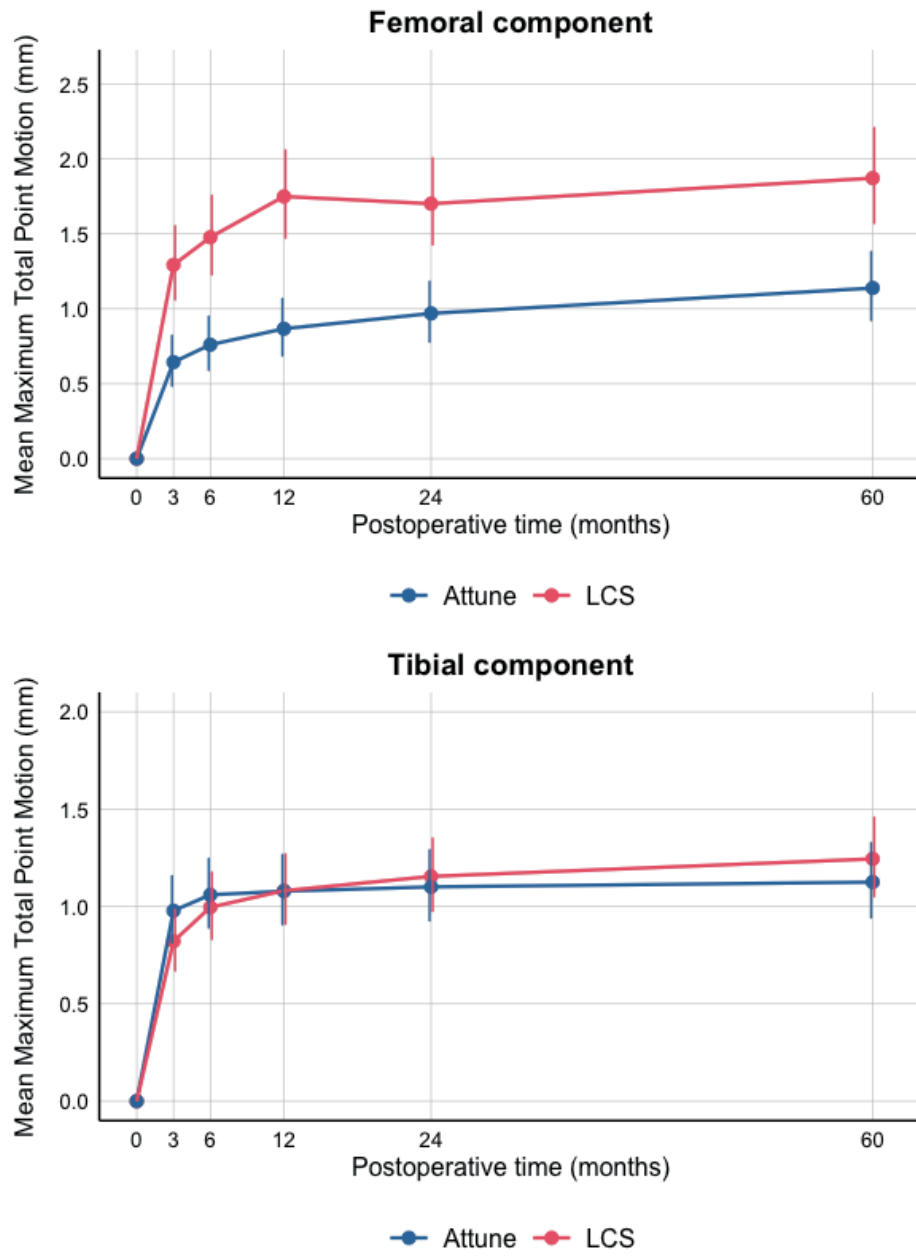 Femoral component
Mean Maximum Total Point Motion (mm)
2.5
2.0
1.5
1.0
0.5
0.0
0 3 6 12 24 60
Postoperative time (months)
Attune LCS
Tibial component
Mean Maximum Total Point Motion (mm)
2.0
1.5
1.0
0.5
0.0
0 3 6 12 24 60
Postoperative time (months)
Attune LCS